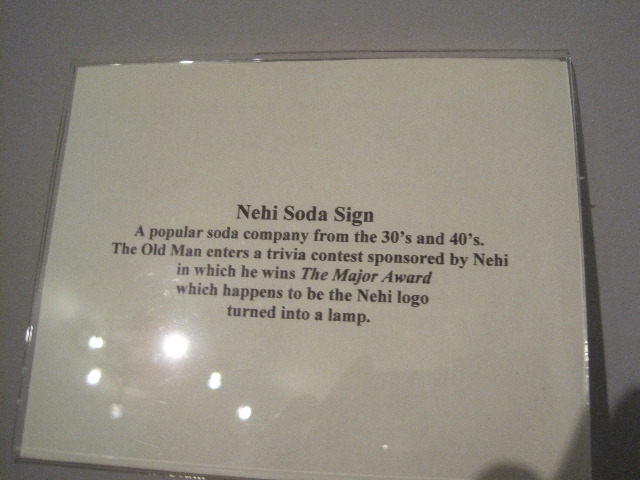 Nehi Soda Sign
A popular soda company from the 30's and 40's.
The Old Man enters a trivia contest sponsored by Nehi
in which he wins The Major Award
which happens to be the Nehi logo
turned into a lamp.